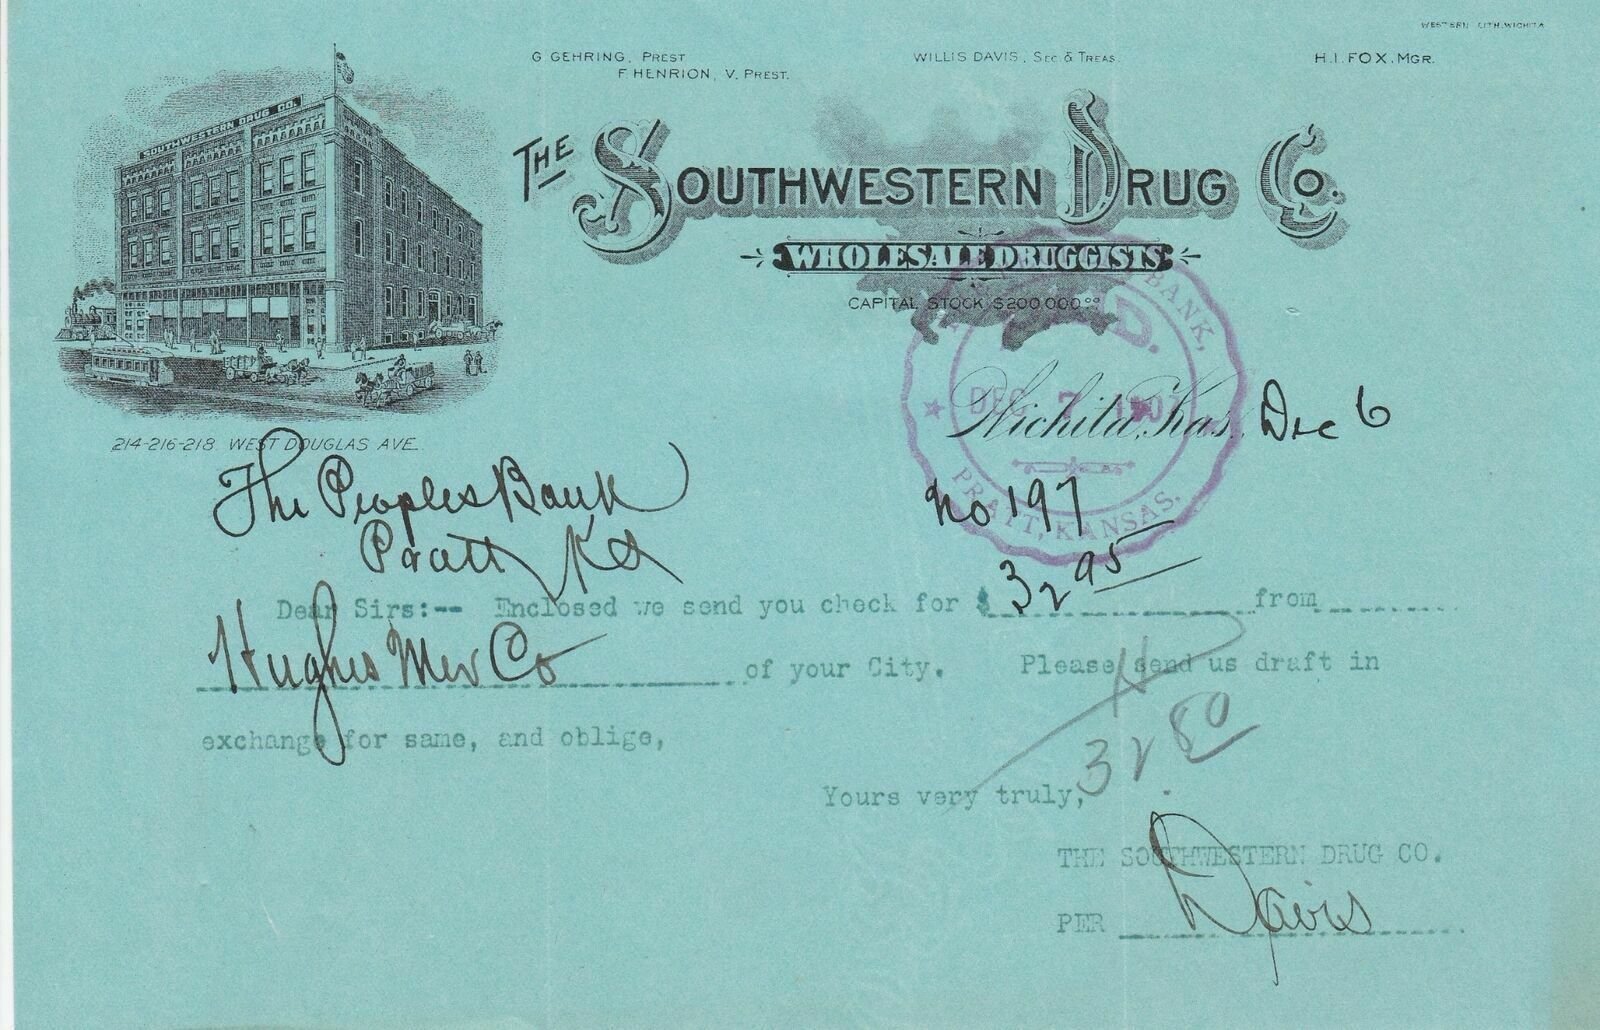 WESTERN LITH. WICHITA
G GEHRING, PREST
F. HENRION, V. PREST.
WILLIS DAVIS, SEC. & TREAS.
H. I. FOX, MGR.
SOUTHWESTERN DRUG CO.
THE SOUTHWESTERN DRUG CO.
WHOLESALE DRUGGISTS
CAPITAL STOCK $200,000.00
BANK,
D.
DEC 7
PRATT, KANSAS.
Wichita, Kas. Dec 6
214-216-218 WEST DOUGLAS AVE.
The Peoples Bank
Pratt Ks
No 197
Dear Sirs:-- Enclosed we send you check for $ 32 95 from
Hughes Mer Co of your City. Please send us draft in
exchange for same, and oblige,
32 80
Yours very truly,
THE SOUTHWESTERN DRUG CO.
PER Davis